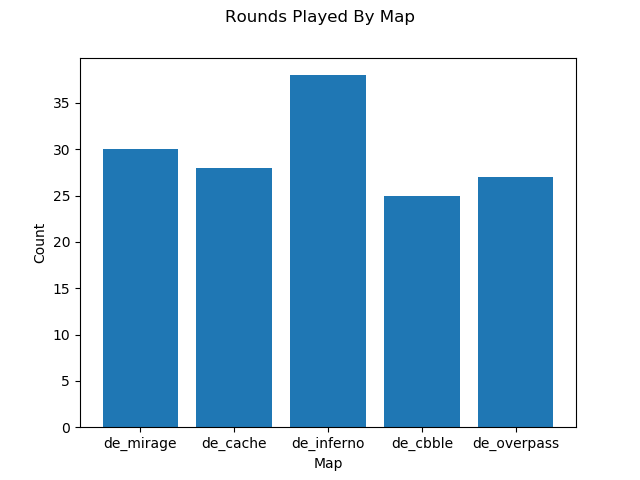 Rounds Played By Map
Count
35
30
25
20
15
10
5
0
de_mirage de_cache de_inferno de_cbble de_overpass
Map